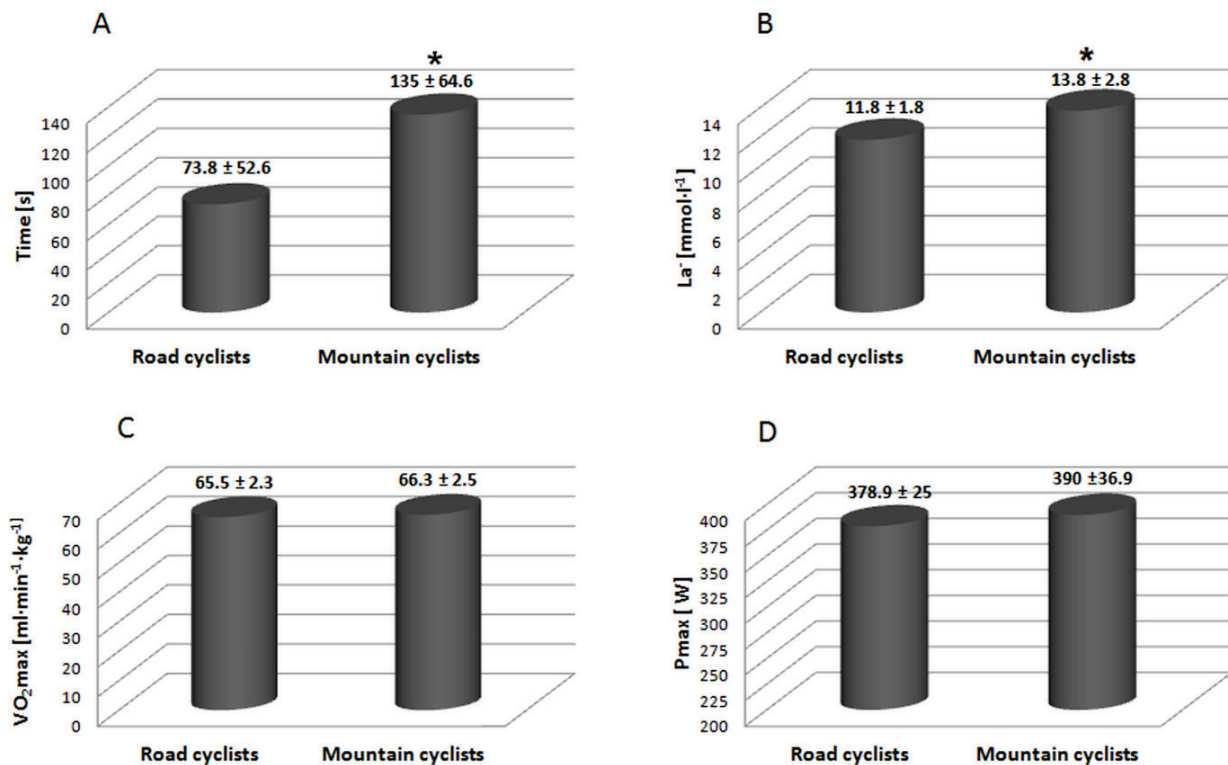 A
*
135 ± 64.6
73.8 ± 52.6
Time [s]
140
120
100
80
60
40
20
0
Road cyclists
Mountain cyclists
B
*
13.8 ± 2.8
11.8 ± 1.8
La⁻ [mmol·l⁻¹]
14
12
10
8
6
4
2
0
Road cyclists
Mountain cyclists
C
65.5 ± 2.3
66.3 ± 2.5
VO₂max [ml·min⁻¹·kg⁻¹]
70
60
50
40
30
20
10
0
Road cyclists
Mountain cyclists
D
390 ±36.9
378.9 ± 25
Pmax [ W]
400
375
350
325
300
275
250
225
200
Road cyclists
Mountain cyclists